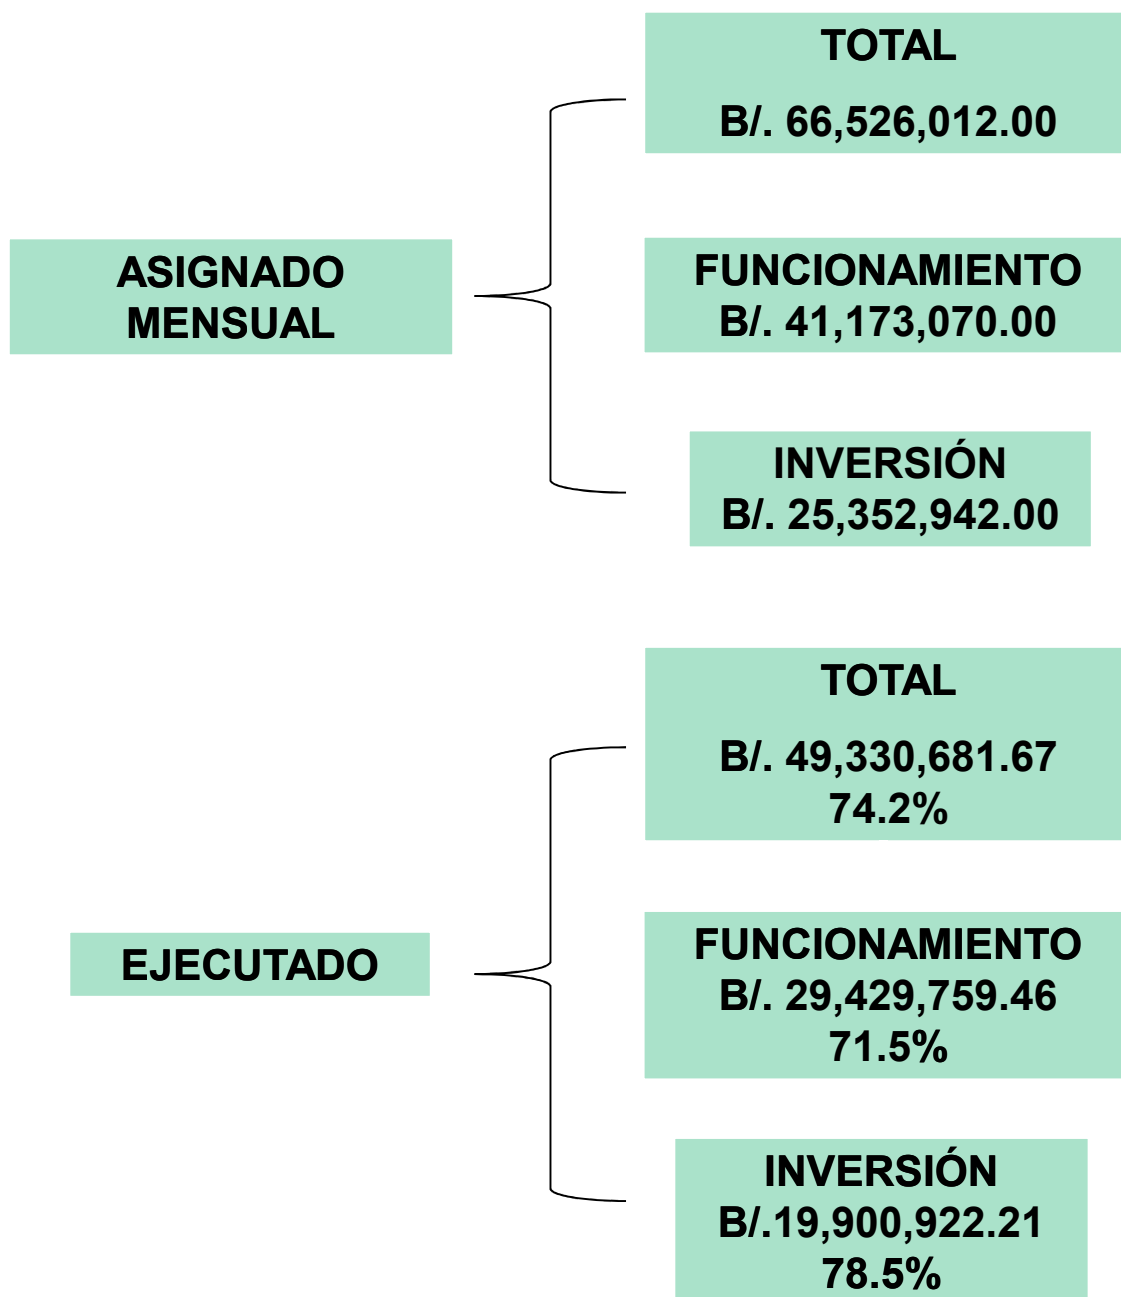 ASIGNADO
MENSUAL
TOTAL
B/. 66,526,012.00
FUNCIONAMIENTO
B/. 41,173,070.00
INVERSIÓN
B/. 25,352,942.00
EJECUTADO
TOTAL
B/. 49,330,681.67
74.2%
FUNCIONAMIENTO
B/. 29,429,759.46
71.5%
INVERSIÓN
B/.19,900,922.21
78.5%